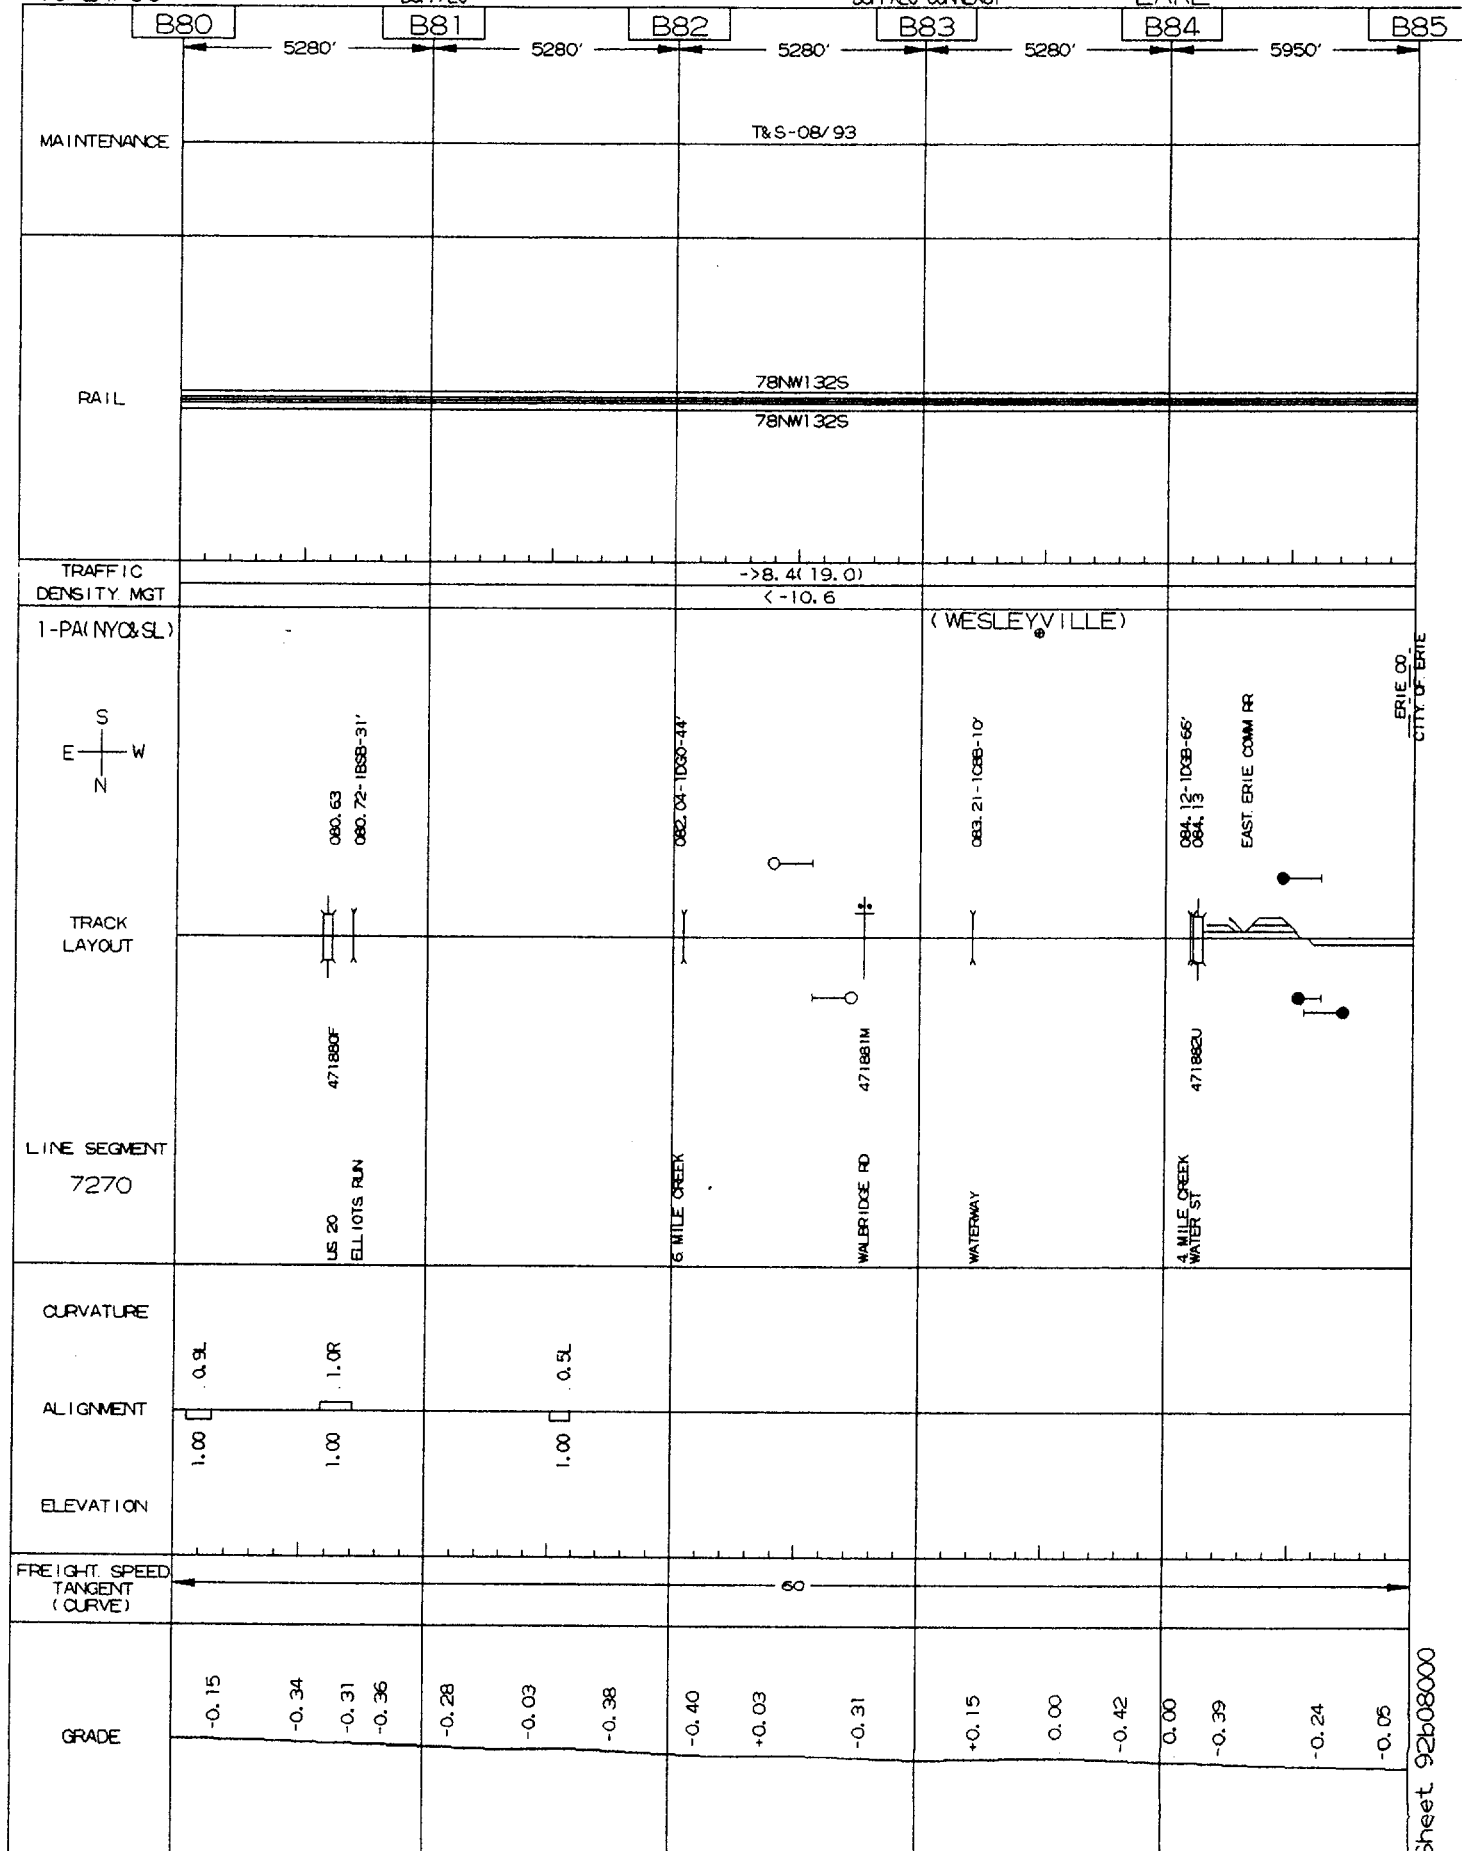 B80 B81 B82 B83 B84 B85
5280' 5280' 5280' 5280' 5950'
MAINTENANCE
T&S-08/93
RAIL
78NW132S
78NW132S
TRAFFIC
DENSITY MGT
->8.4(19.0)
<-10.6
1-PA(NYC&SL)
(WESLEYVILLE)
ERIE CO
CITY OF ERIE
S
E W
N
080.63
080.72-1BSB-31'
082.04-1DGO-44'
083.21-1CBB-10'
084.12-1DGB-66'
084.13
EAST ERIE COMM RR
TRACK
LAYOUT
471880F
471881M
471882U
LINE SEGMENT
7270
US 20
ELLIOTS RUN
6 MILE CREEK
WALBRIDGE RD
WATERWAY
4 MILE CREEK
WATER ST
CURVATURE
0.9L 1.0R 0.5L
ALIGNMENT
1.00 1.00 1.00
ELEVATION
FREIGHT SPEED
TANGENT
(CURVE)
60
GRADE
-0.15 -0.34 -0.31 -0.36 -0.28 -0.03 -0.38 -0.40 +0.03 -0.31 +0.15 0.00 -0.42 0.00 -0.39 -0.24 -0.05
Sheet 92b08000